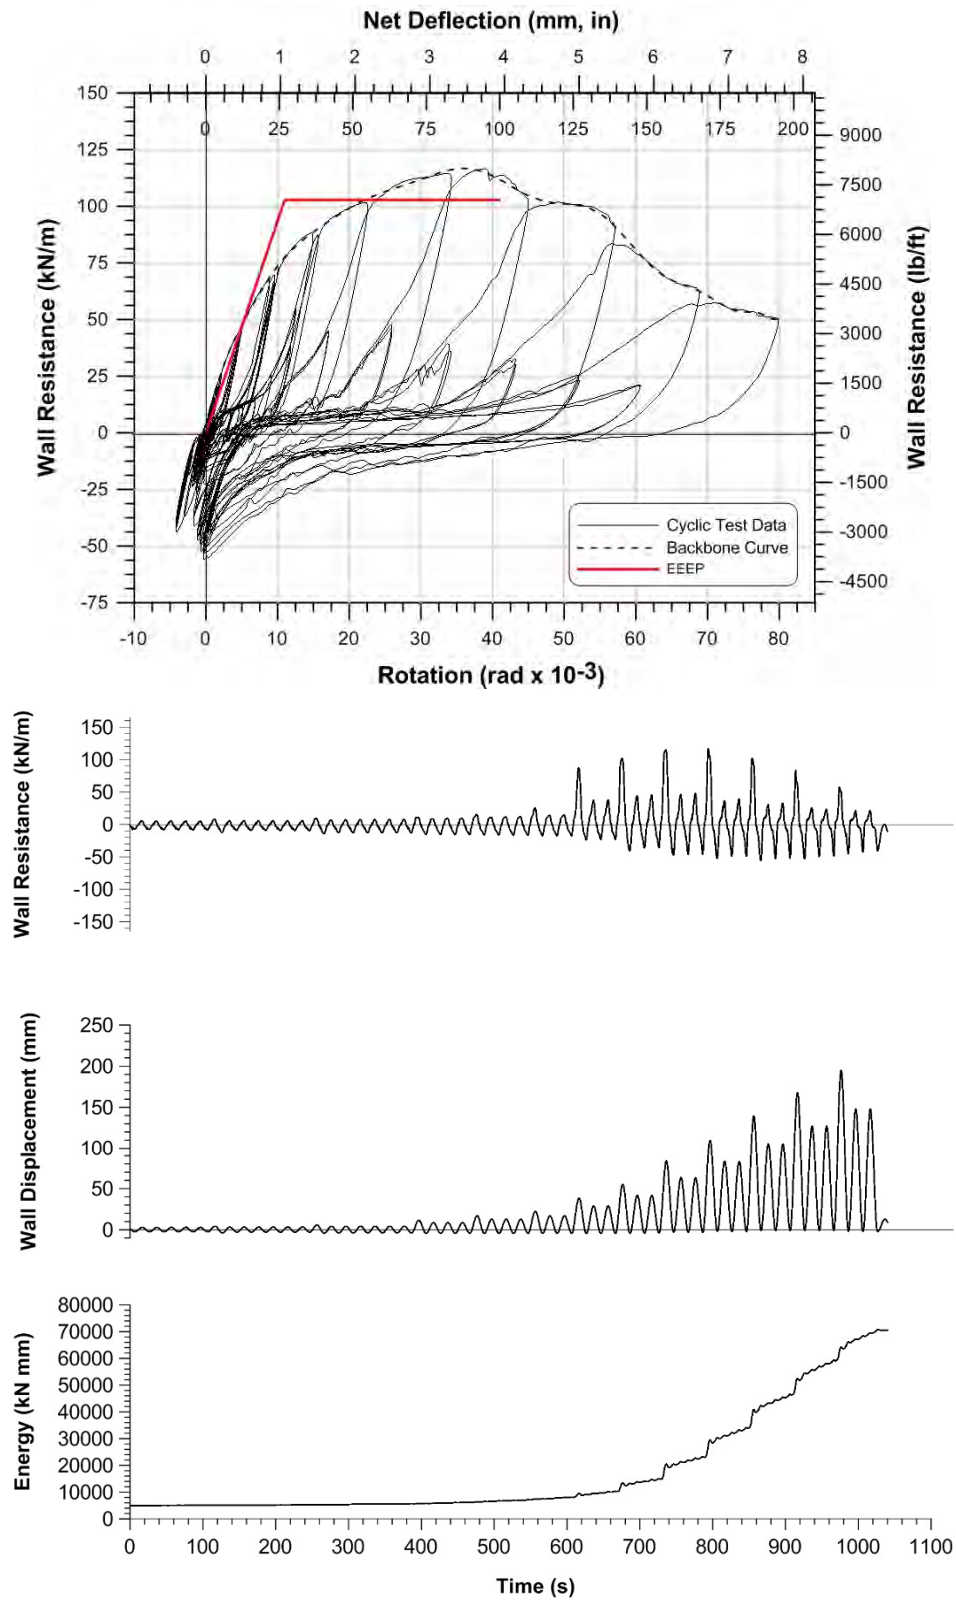 Net Deflection (mm, in)
0 1 2 3 4 5 6 7 8
0 25 50 75 100 125 150 175 200
150
125
100
75
50
25
0
-25
-50
-75
Wall Resistance (kN/m)
9000
7500
6000
4500
3000
1500
0
-1500
-3000
-4500
Wall Resistance (lb/ft)
Cyclic Test Data
Backbone Curve
EEEP
-10 0 10 20 30 40 50 60 70 80
Rotation (rad x 10-3)
Wall Resistance (kN/m)
150
100
50
0
-50
-100
-150
Wall Displacement (mm)
250
200
150
100
50
0
Energy (kN mm)
80000
70000
60000
50000
40000
30000
20000
10000
0
0 100 200 300 400 500 600 700 800 900 1000 1100
Time (s)